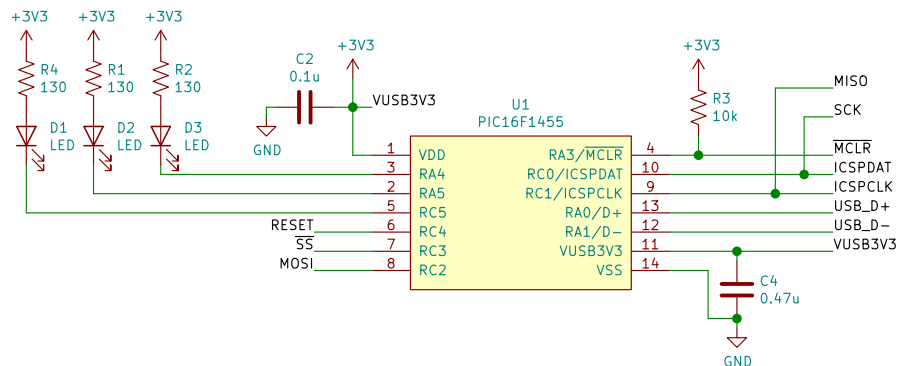 +3V3 +3V3 +3V3
R4 130
R1 130
R2 130
D1 LED
D2 LED
D3 LED
C2
0.1u
GND
+3V3
VUSB3V3
U1
PIC16F1455
+3V3
R3
10k
MISO
SCK
1 VDD RA3/MCLR 4 MCLR
3 RA4 RC0/ICSPDAT 10 ICSPDAT
2 RA5 RC1/ICSPCLK 9 ICSPCLK
5 RC5 RA0/D+ 13 USB_D+
RESET 6 RC4 RA1/D- 12 USB_D-
SS 7 RC3 VUSB3V3 11 VUSB3V3
MOSI 8 RC2 VSS 14
C4
0.47u
GND